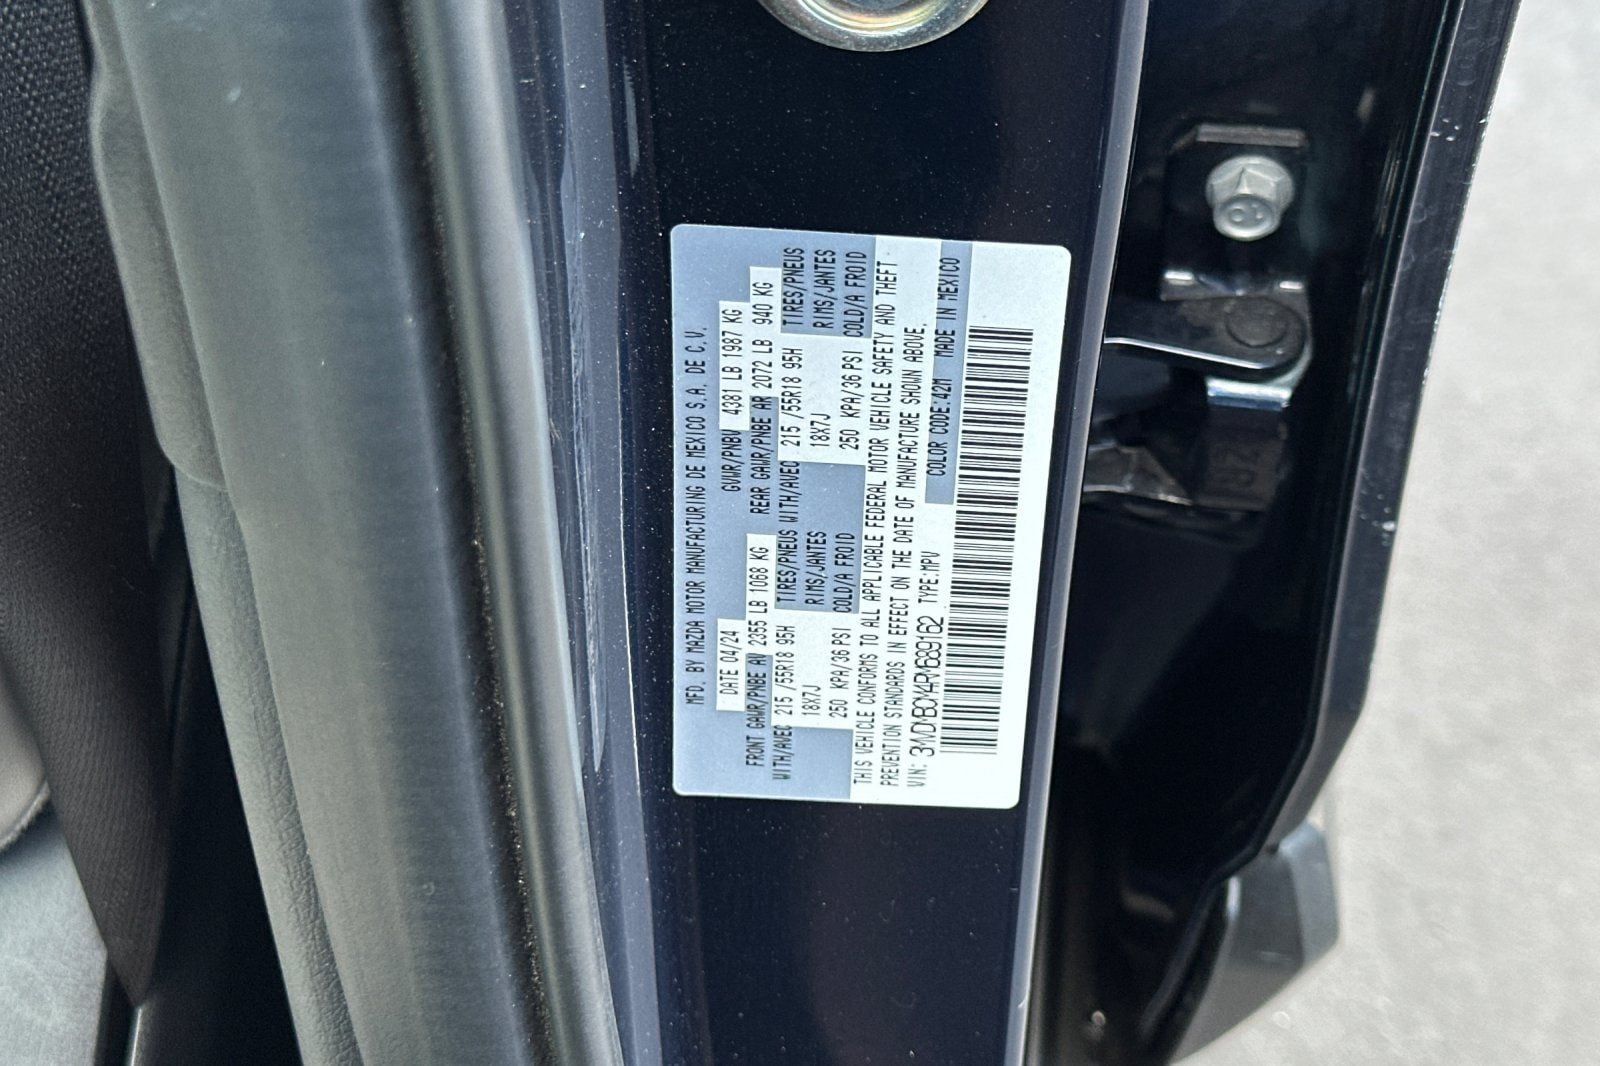 MFD. BY MAZDA MOTOR MANUFACTURING DE MEXICO S.A. DE C.V.
DATE 04/24 GVWR/PNBV 4381 LB 1987 KG
FRONT GAWR/PNBE AV 2355 LB 1068 KG REAR GAWR/PNBE AR 2072 LB 940 KG
WITH/AVEC 215 /55R18 95H TIRES/PNEUS WITH/AVEC 215 /55R18 95H TIRES/PNEUS
18X7J RIMS/JANTES 18X7J RIMS/JANTES
250 KPA/36 PSI COLD/A FROID 250 KPA/36 PSI COLD/A FROID
THIS VEHICLE CONFORMS TO ALL APPLICABLE FEDERAL MOTOR VEHICLE SAFETY AND THEFT
PREVENTION STANDARDS IN EFFECT ON THE DATE OF MANUFACTURE SHOWN ABOVE.
VIN: 3MVDMBCM4RM689162 TYPE:MPV COLOR CODE:42M MADE IN MEXICO